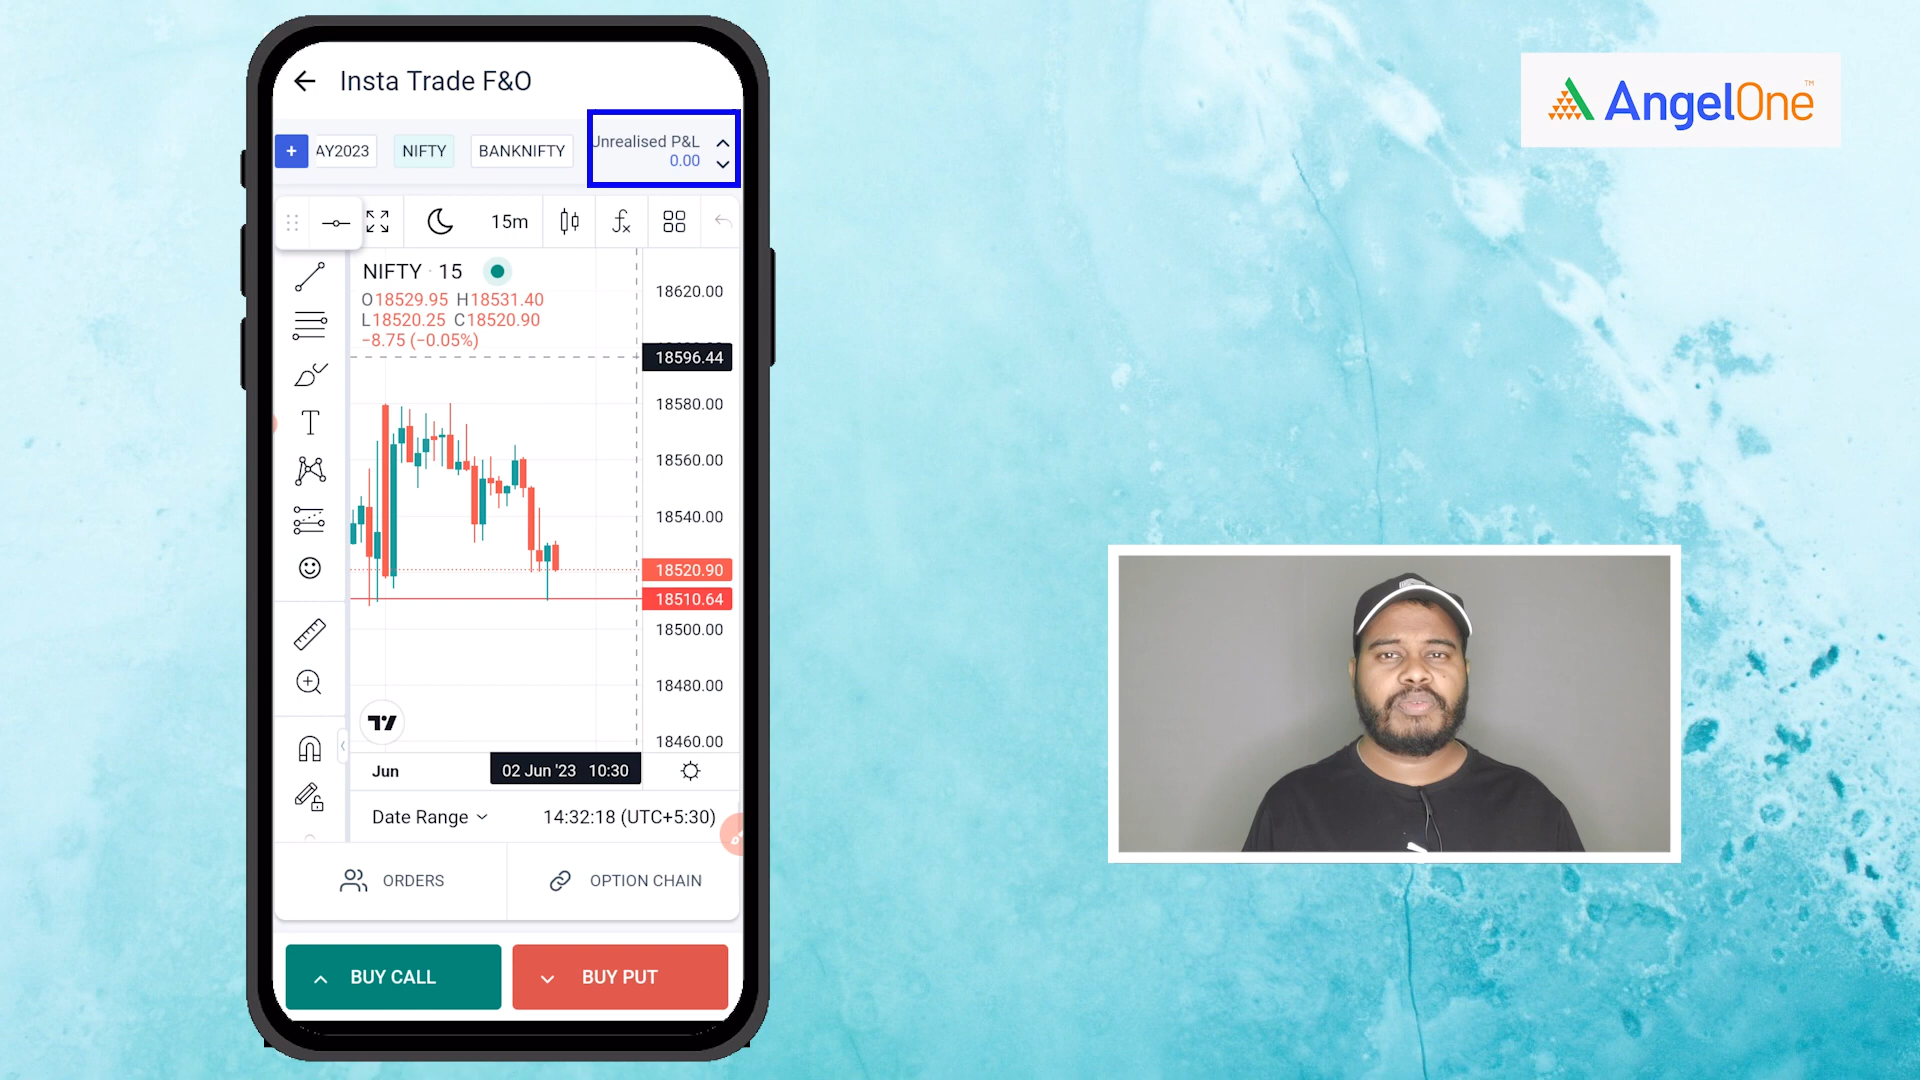 Insta Trade F&O
+ AY2023 NIFTY BANKNIFTY
Unrealised P&L
0.00
15m
NIFTY · 15
O18529.95 H18531.40
L18520.25 C18520.90
−8.75 (−0.05%)
18620.00
18596.44
18580.00
18560.00
18540.00
18520.90
18510.64
18500.00
18480.00
18460.00
Jun
02 Jun '23 10:30
Date Range
14:32:18 (UTC+5:30)
ORDERS
OPTION CHAIN
BUY CALL
BUY PUT
AngelOne™